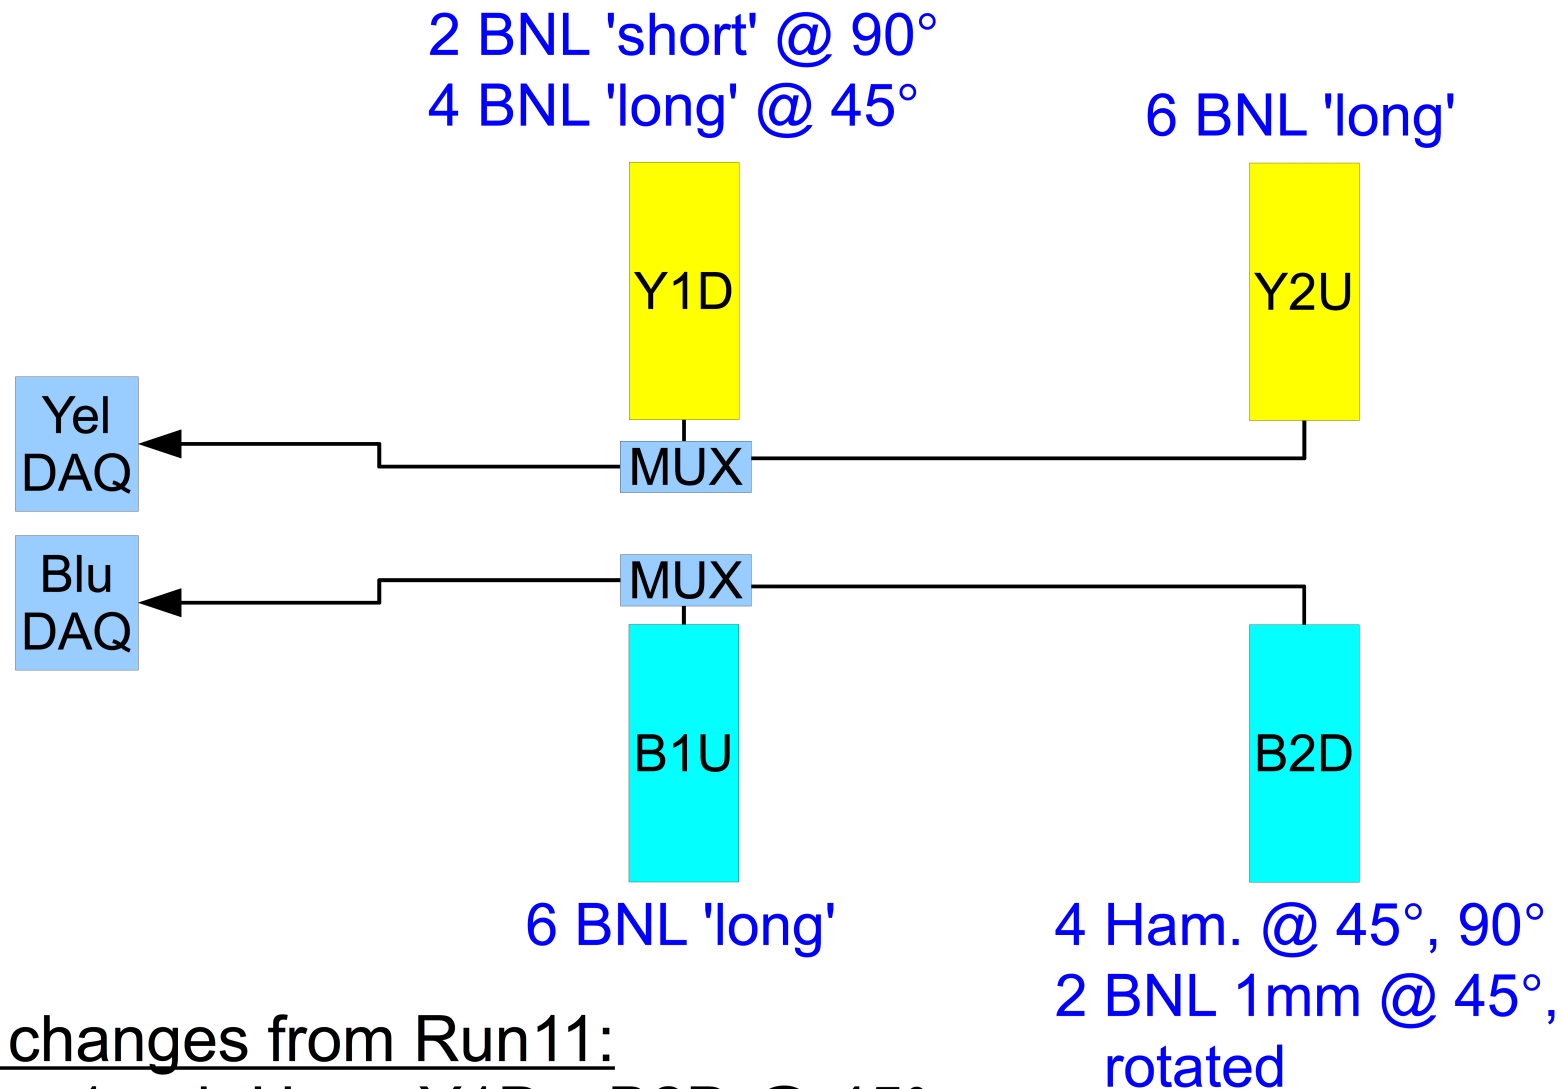 2 BNL 'short' @ 90°
4 BNL 'long' @ 45°
6 BNL 'long'
Y1D
Y2U
Yel
DAQ
MUX
Blu
DAQ
MUX
B1U
B2D
6 BNL 'long'
4 Ham. @ 45°, 90°
2 BNL 1mm @ 45°,
rotated
changes from Run11: